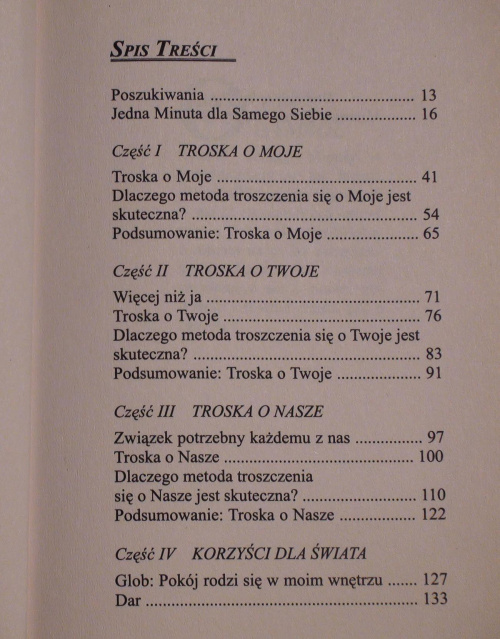 Spis Treści
Poszukiwania ............................................ 13
Jedna Minuta dla Samego Siebie ................. 16
Część I TROSKA O MOJE
Troska o Moje ............................................ 41
Dlaczego metoda troszczenia się o Moje jest
skuteczna? ................................................. 54
Podsumowanie: Troska o Moje .................... 65
Część II TROSKA O TWOJE
Więcej niż ja .............................................. 71
Troska o Twoje ........................................... 76
Dlaczego metoda troszczenia się o Twoje jest
skuteczna? ................................................. 83
Podsumowanie: Troska o Twoje .................. 91
Część III TROSKA O NASZE
Związek potrzebny każdemu z nas ............... 97
Troska o Nasze ......................................... 100
Dlaczego metoda troszczenia
się o Nasze jest skuteczna? ......................... 110
Podsumowanie: Troska o Nasze ................. 122
Część IV KORZYŚCI DLA ŚWIATA
Glob: Pokój rodzi się w moim wnętrzu ....... 127
Dar ........................................................... 133